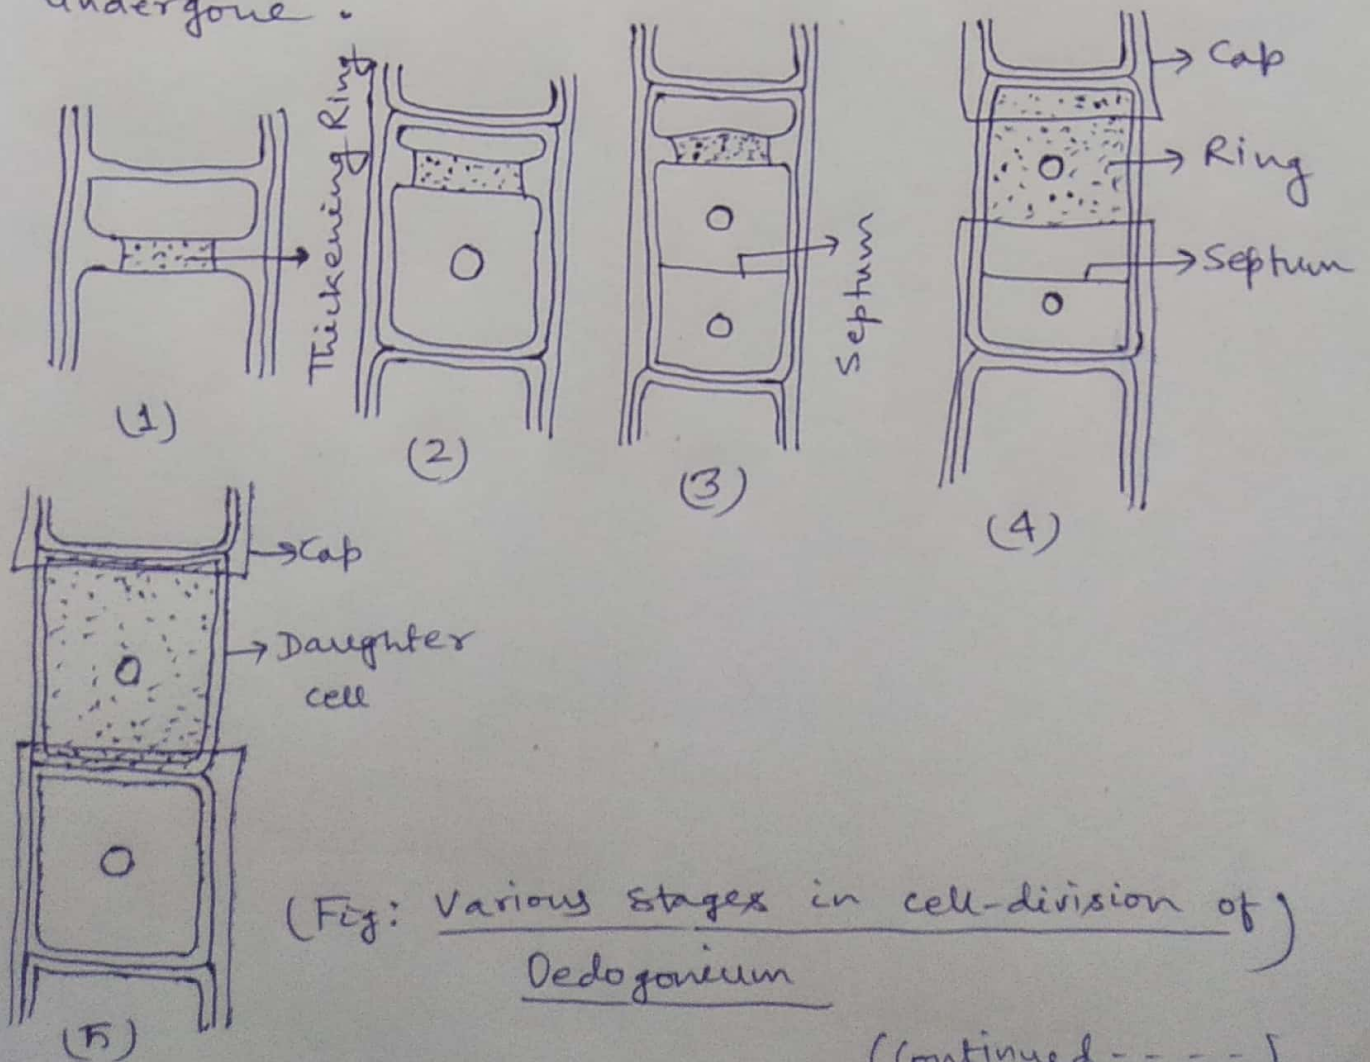 undergone.
Thickening Ring
(1)
(2)
Septum
(3)
Cap
Ring
Septum
(4)
Cap
Daughter
cell
(5)
(Fig: Various stages in cell-division of)
Oedogonium
(Continued-----]